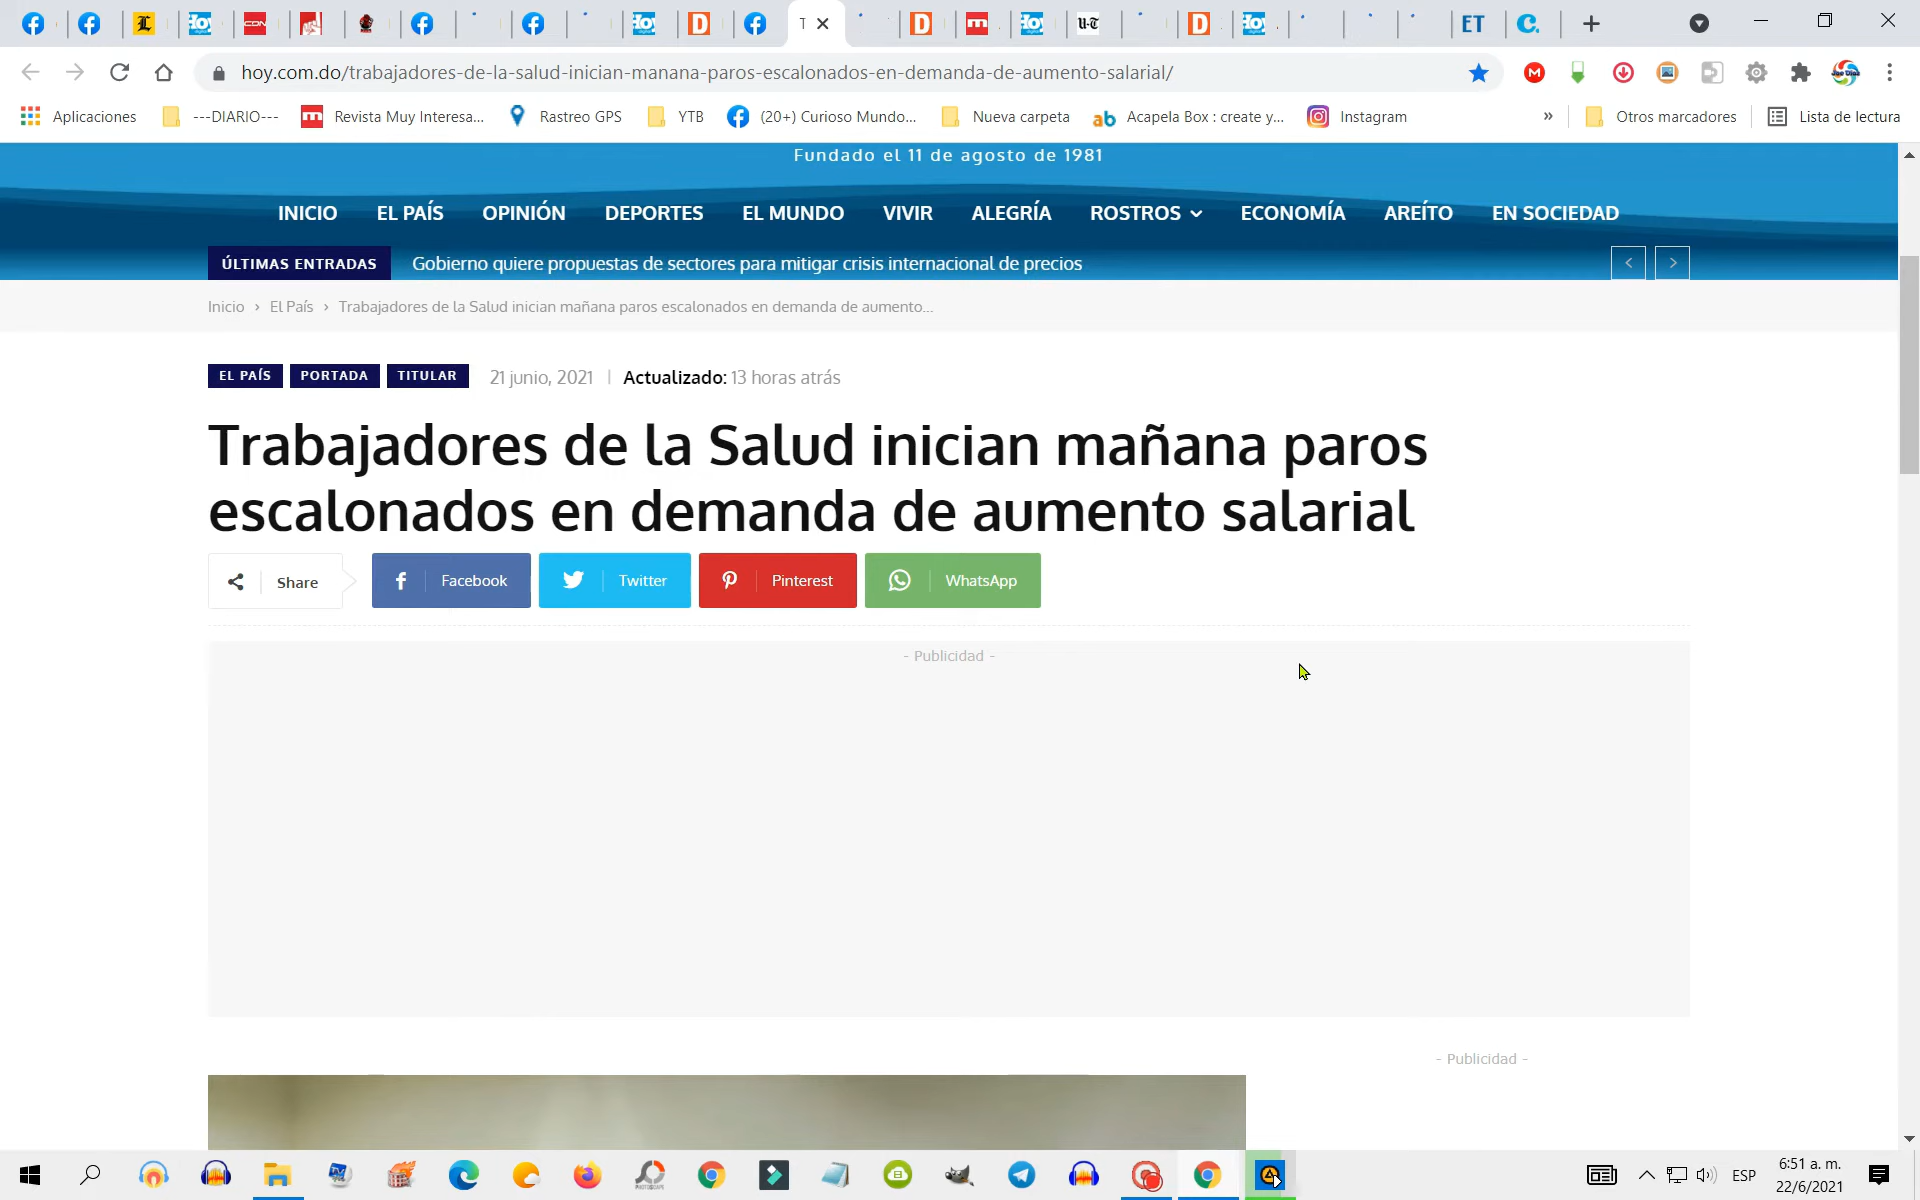 T
hoy.com.do/trabajadores-de-la-salud-inician-manana-paros-escalonados-en-demanda-de-aumento-salarial/
Aplicaciones
---DIARIO---
Revista Muy Interesa...
Rastreo GPS
YTB
(20+) Curioso Mundo...
Nueva carpeta
Acapela Box : create y...
Instagram
»
Otros marcadores
Lista de lectura
Fundado el 11 de agosto de 1981
INICIO EL PAÍS OPINIÓN DEPORTES EL MUNDO VIVIR ALEGRÍA ROSTROS ECONOMÍA AREÍTO EN SOCIEDAD
ÚLTIMAS ENTRADAS Gobierno quiere propuestas de sectores para mitigar crisis internacional de precios
Inicio › El País › Trabajadores de la Salud inician mañana paros escalonados en demanda de aumento...
EL PAÍS PORTADA TITULAR 21 junio, 2021 | Actualizado: 13 horas atrás
Trabajadores de la Salud inician mañana paros
escalonados en demanda de aumento salarial
Share Facebook Twitter Pinterest WhatsApp
- Publicidad -
- Publicidad -
ESP
6:51 a. m.
22/6/2021